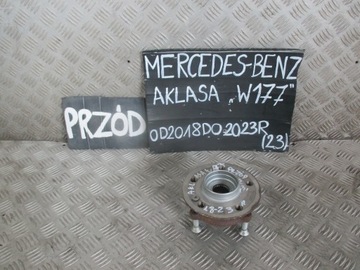 MERCEDES-BENZ
AKLASA „W177”
PRZÓD
OD2018DO2023R
(23)